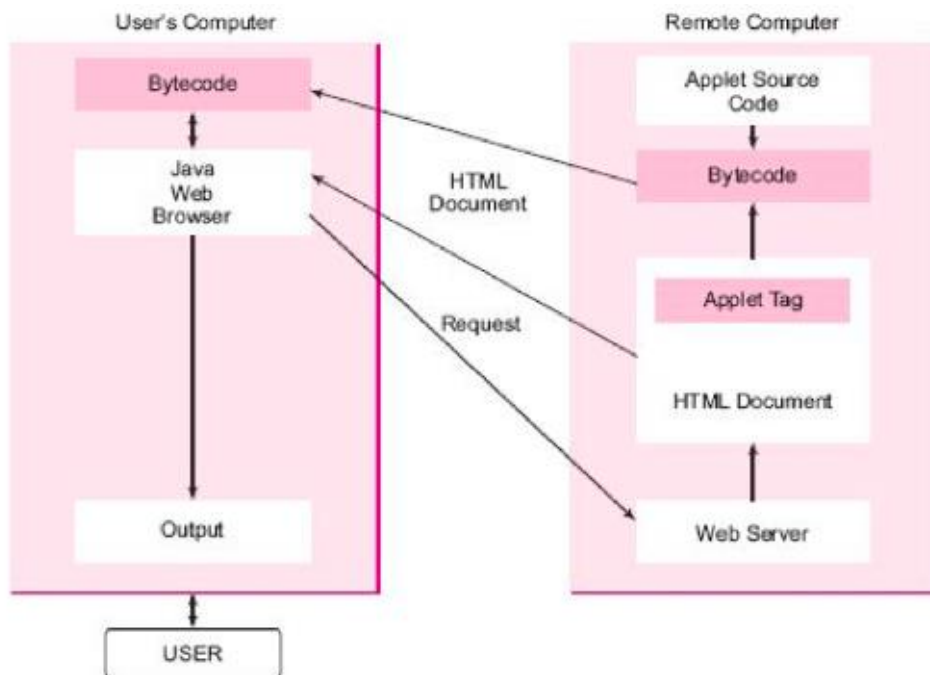 User's Computer
Remote Computer
Bytecode
Java
Web
Browser
Output
USER
HTML
Document
Request
Applet Source
Code
Bytecode
Applet Tag
HTML Document
Web Server